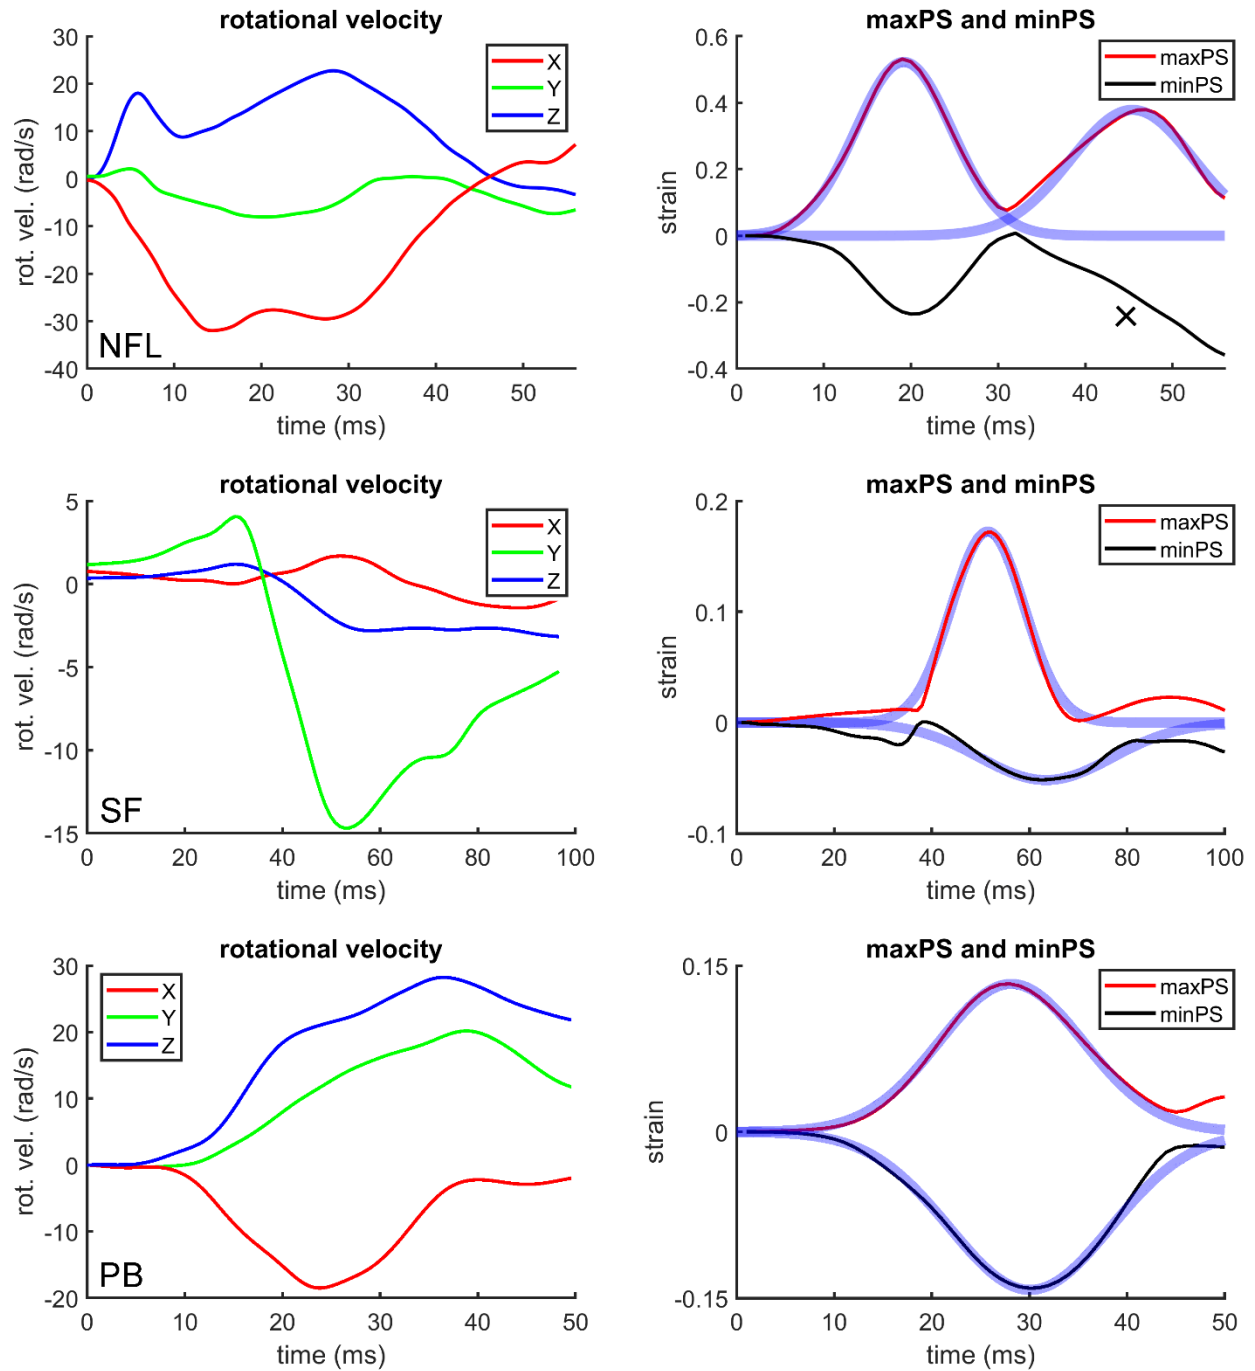 rotational velocity
maxPS and minPS
30
20
10
0
-10
-20
-30
-40
rot. vel. (rad/s)
X
Y
Z
NFL
0
10
20
30
40
50
time (ms)
0.6
0.4
0.2
0
-0.2
-0.4
strain
maxPS
minPS
×
0
10
20
30
40
50
time (ms)
rotational velocity
maxPS and minPS
5
0
-5
-10
-15
rot. vel. (rad/s)
X
Y
Z
SF
0
20
40
60
80
100
time (ms)
0.2
0.1
0
-0.1
strain
maxPS
minPS
0
20
40
60
80
100
time (ms)
rotational velocity
maxPS and minPS
30
20
10
0
-10
-20
rot. vel. (rad/s)
X
Y
Z
PB
0
10
20
30
40
50
time (ms)
0.15
0
-0.15
strain
maxPS
minPS
0
10
20
30
40
50
time (ms)